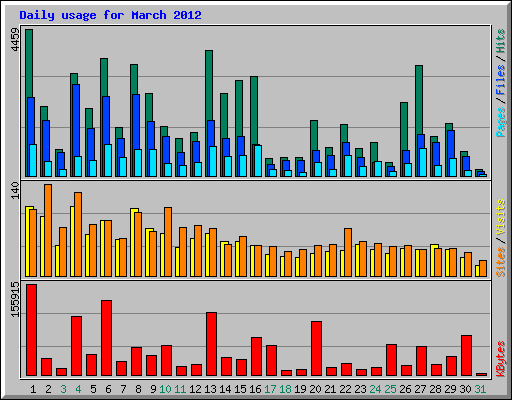 Daily usage for March 2012
4459
Pages / Files / Hits
140
Sites / Visits
155915
KBytes
1 2 3 4 5 6 7 8 9 10 11 12 13 14 15 16 17 18 19 20 21 22 23 24 25 26 27 28 29 30 31